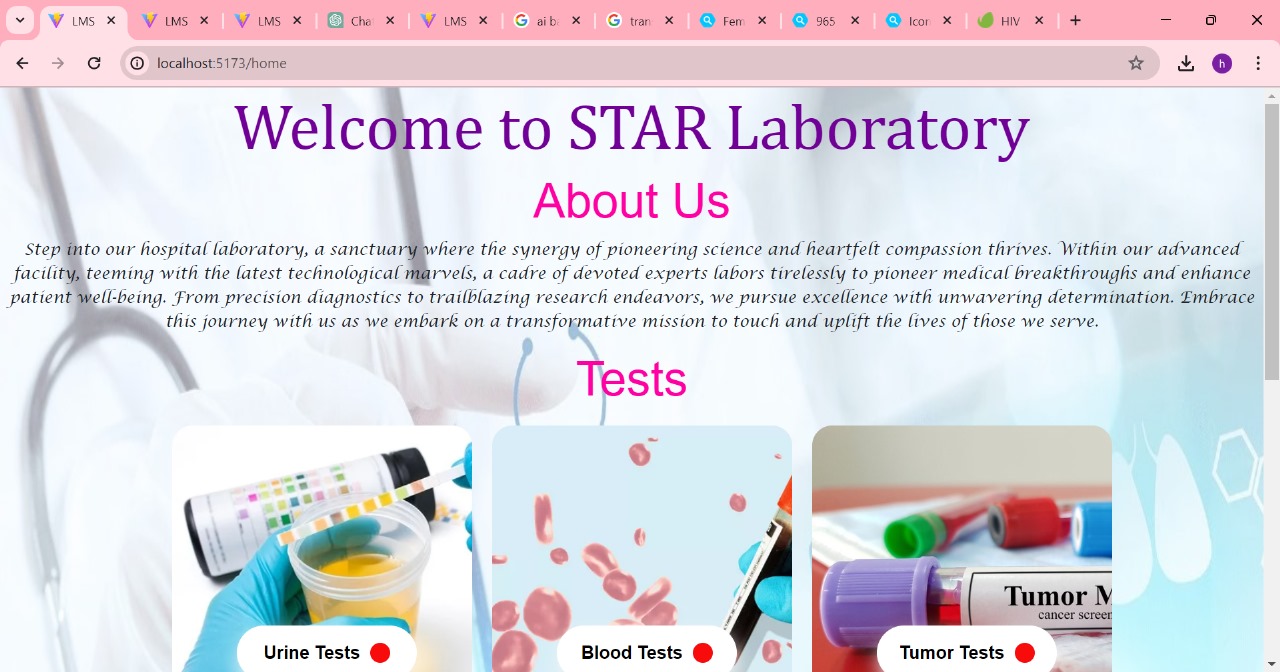 LMS
LMS
LMS
Cha
LMS
ai b
tran
Fem
965
Icon
HIV
localhost:5173/home
h
Welcome to STAR Laboratory
About Us
Step into our hospital laboratory, a sanctuary where the synergy of pioneering science and heartfelt compassion thrives. Within our advanced
facility, teeming with the latest technological marvels, a cadre of devoted experts labors tirelessly to pioneer medical breakthroughs and enhance
patient well-being. From precision diagnostics to trailblazing research endeavors, we pursue excellence with unwavering determination. Embrace
this journey with us as we embark on a transformative mission to touch and uplift the lives of those we serve.
Tests
Tumor M
cancer screen
Urine Tests
Blood Tests
Tumor Tests